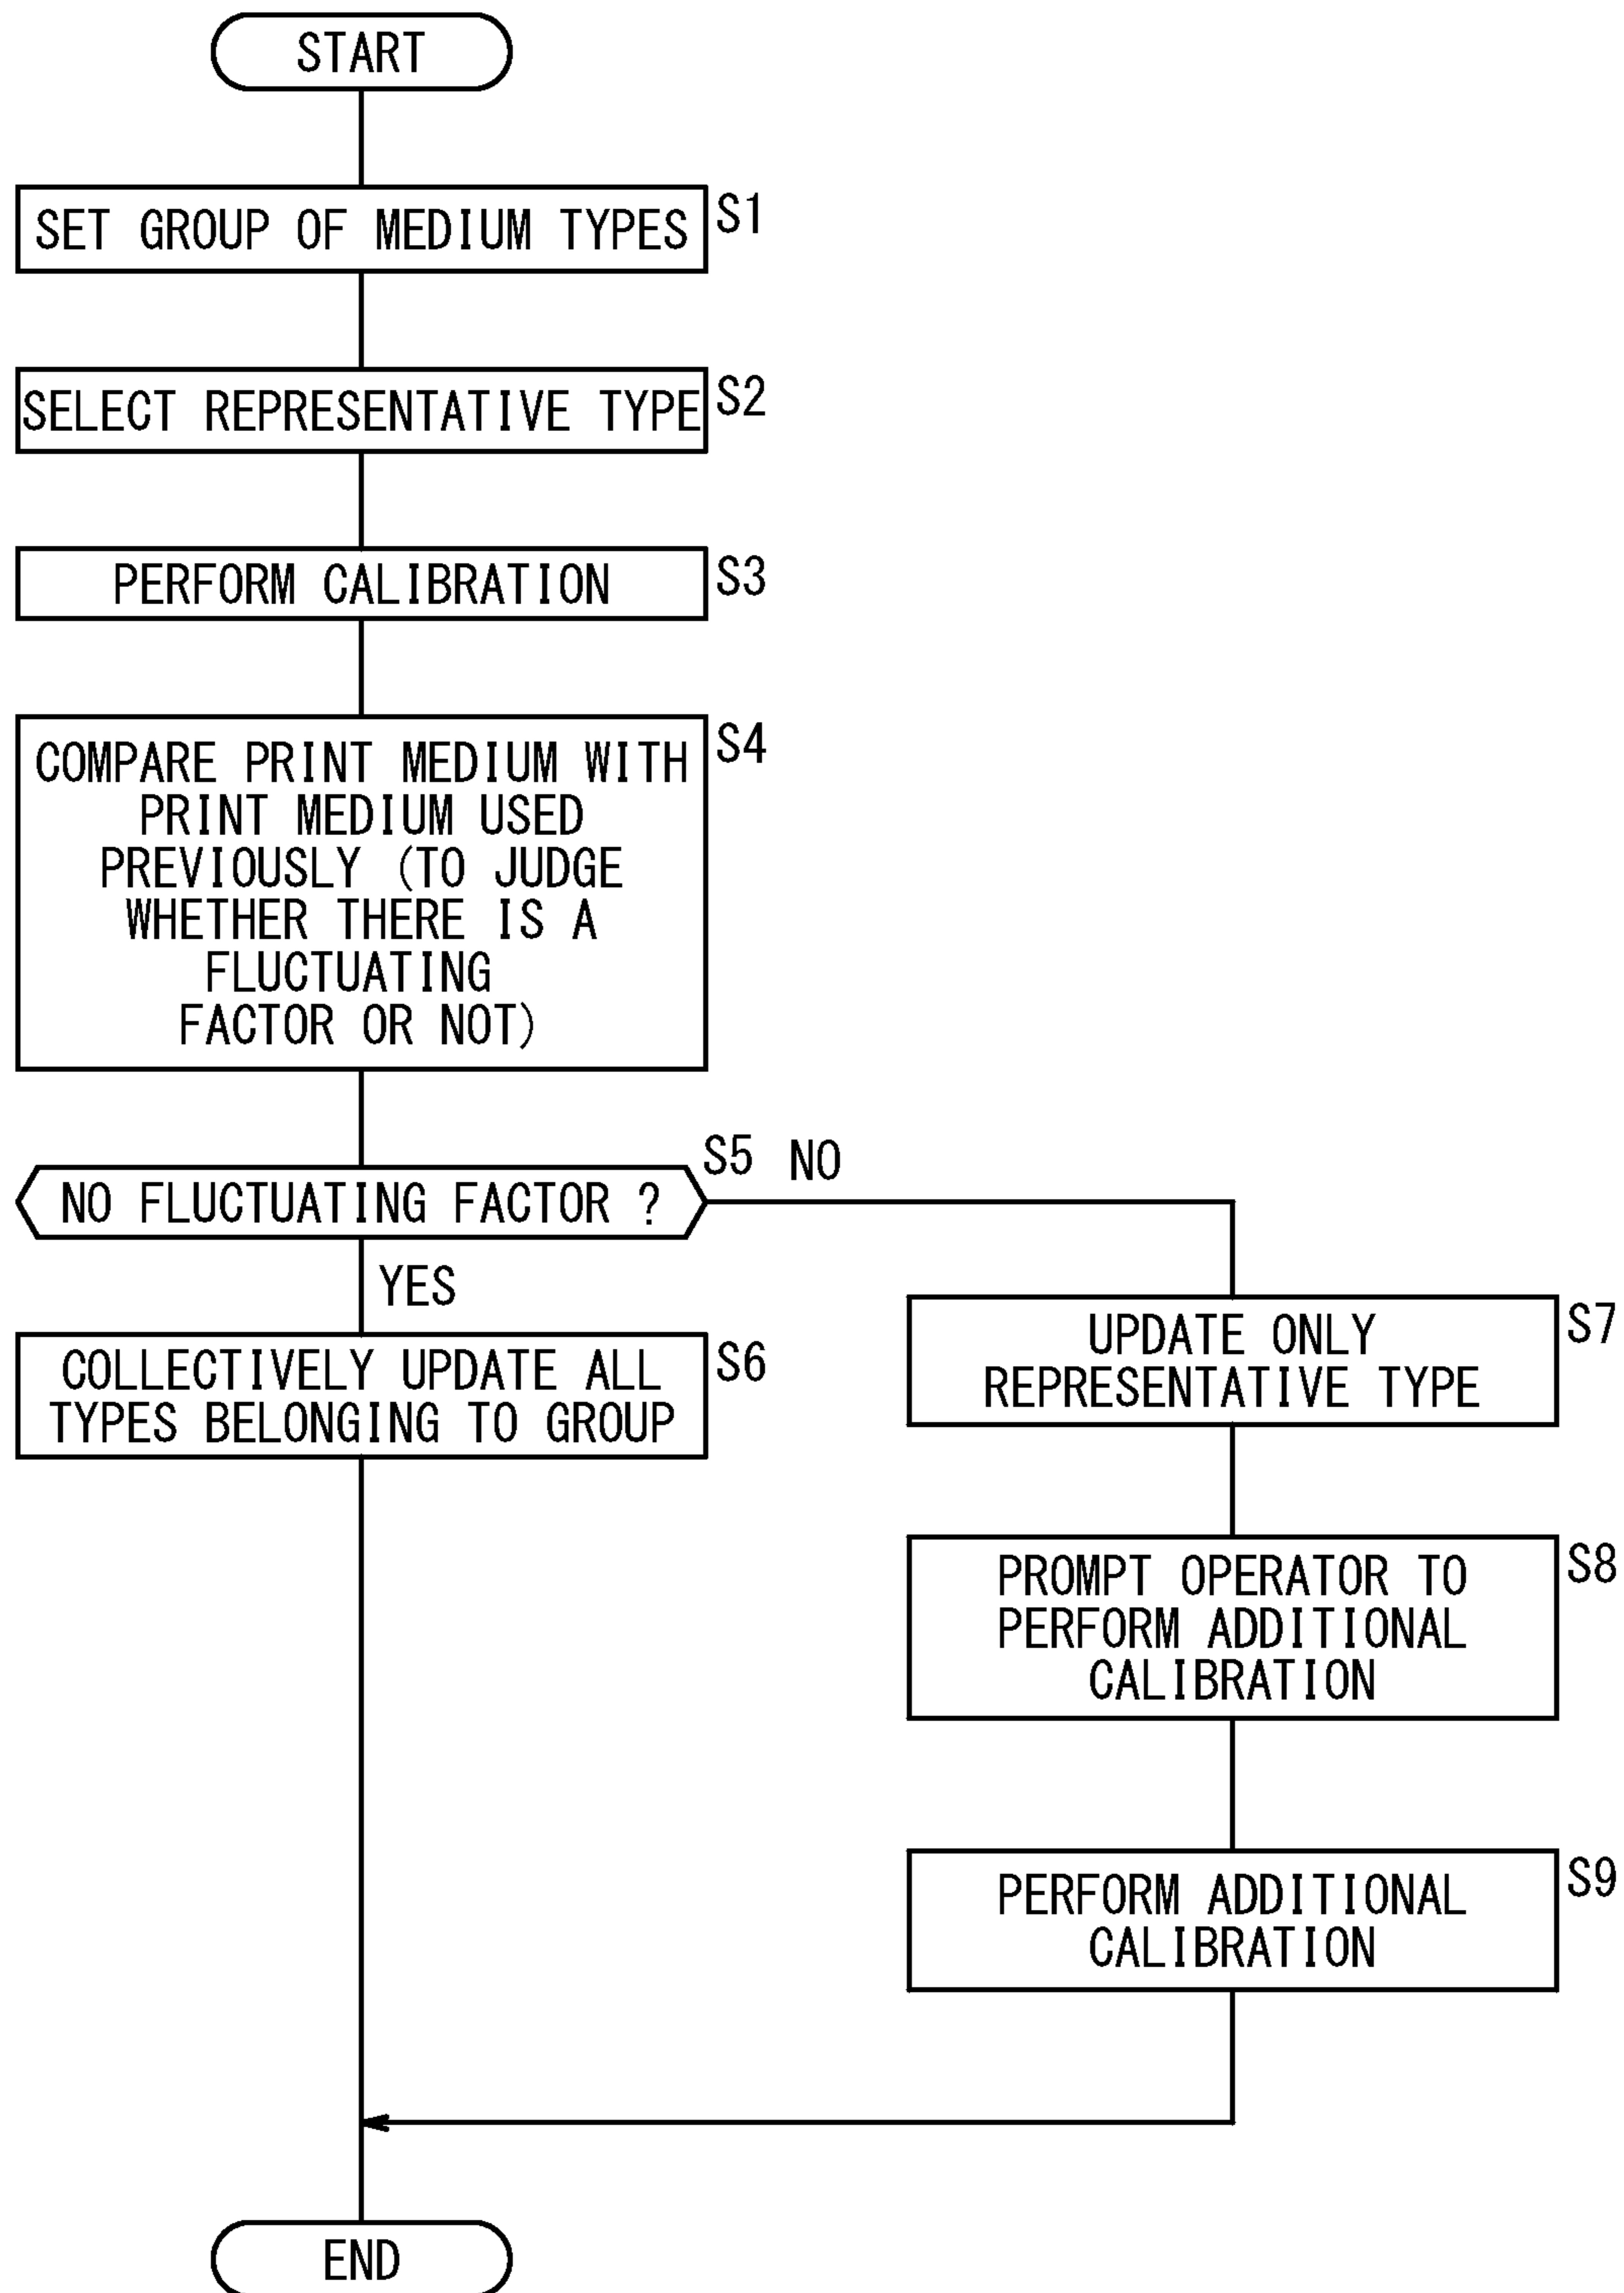 START
SET GROUP OF MEDIUM TYPES
S1
SELECT REPRESENTATIVE TYPE
S2
PERFORM CALIBRATION
S3
COMPARE PRINT MEDIUM WITH
PRINT MEDIUM USED
PREVIOUSLY (TO JUDGE
WHETHER THERE IS A
FLUCTUATING
FACTOR OR NOT)
S4
NO FLUCTUATING FACTOR ?
S5
NO
YES
COLLECTIVELY UPDATE ALL
TYPES BELONGING TO GROUP
S6
UPDATE ONLY
REPRESENTATIVE TYPE
S7
PROMPT OPERATOR TO
PERFORM ADDITIONAL
CALIBRATION
S8
PERFORM ADDITIONAL
CALIBRATION
S9
END